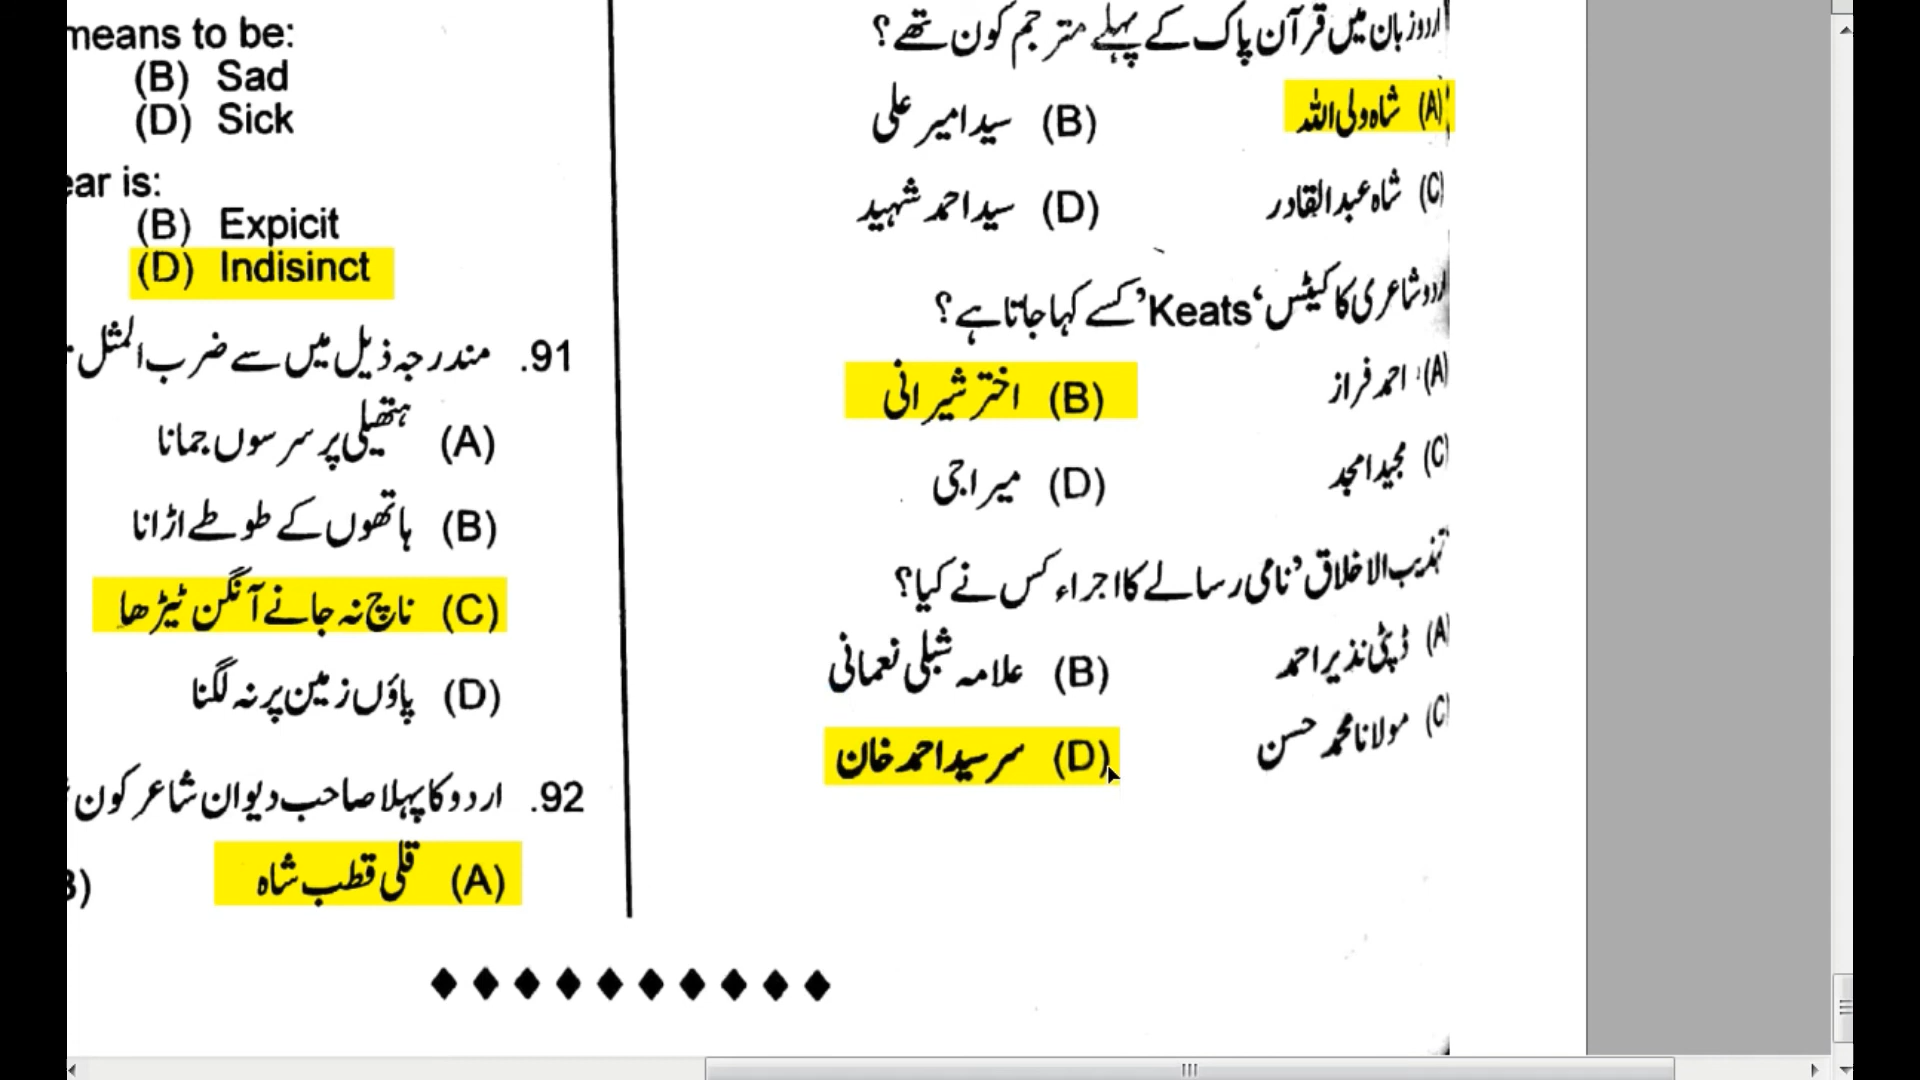 means to be:
(B) Sad
(D) Sick
ear is:
(B) Expicit
(D) Indisinct
91. مندرجہ ذیل میں سے ضرب المثل
(A) ہتھیلی پر سرسوں جمانا
(B) ہاتھوں کے طوطے اڑانا
(C) ناچ نہ جانے آنگن ٹیڑھا
(D) پاؤں زمین پر نہ لگنا
92. اردو کا پہلا صاحب دیوان شاعر کون
(A) قلی قطب شاہ
اردو زبان میں قرآن پاک کے پہلے مترجم کون تھے؟
(A) شاہ ولی اللہ (B) سید امیر علی
(C) شاہ عبدالقادر (D) سید احمد شہید
اردو شاعری کا کیٹس ‘Keats’ کسے کہا جاتا ہے؟
(A) احمد فراز (B) اختر شیرانی
(C) مجید امجد (D) میرا جی
تہذیب الاخلاق’ نامی رسالے کا اجراء کس نے کیا؟
(A) ڈپٹی نذیر احمد (B) علامہ شبلی نعمانی
(C) مولانا محمد حسن (D) سرسید احمد خان